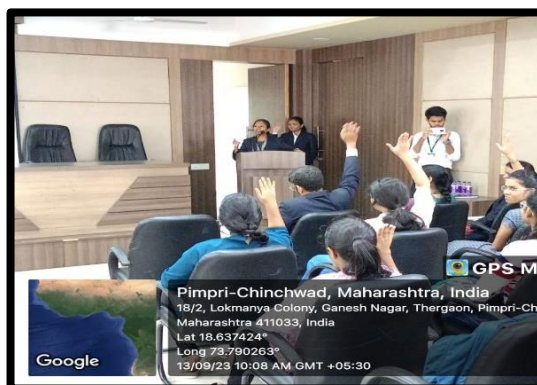 GPS M
Pimpri-Chinchwad, Maharashtra, India
18/2, Lokmanya Colony, Ganesh Nagar, Thergaon, Pimpri-Ch
Maharashtra 411033, India
Lat 18.637424°
Long 73.790263°
13/09/23 10:08 AM GMT +05:30
Google